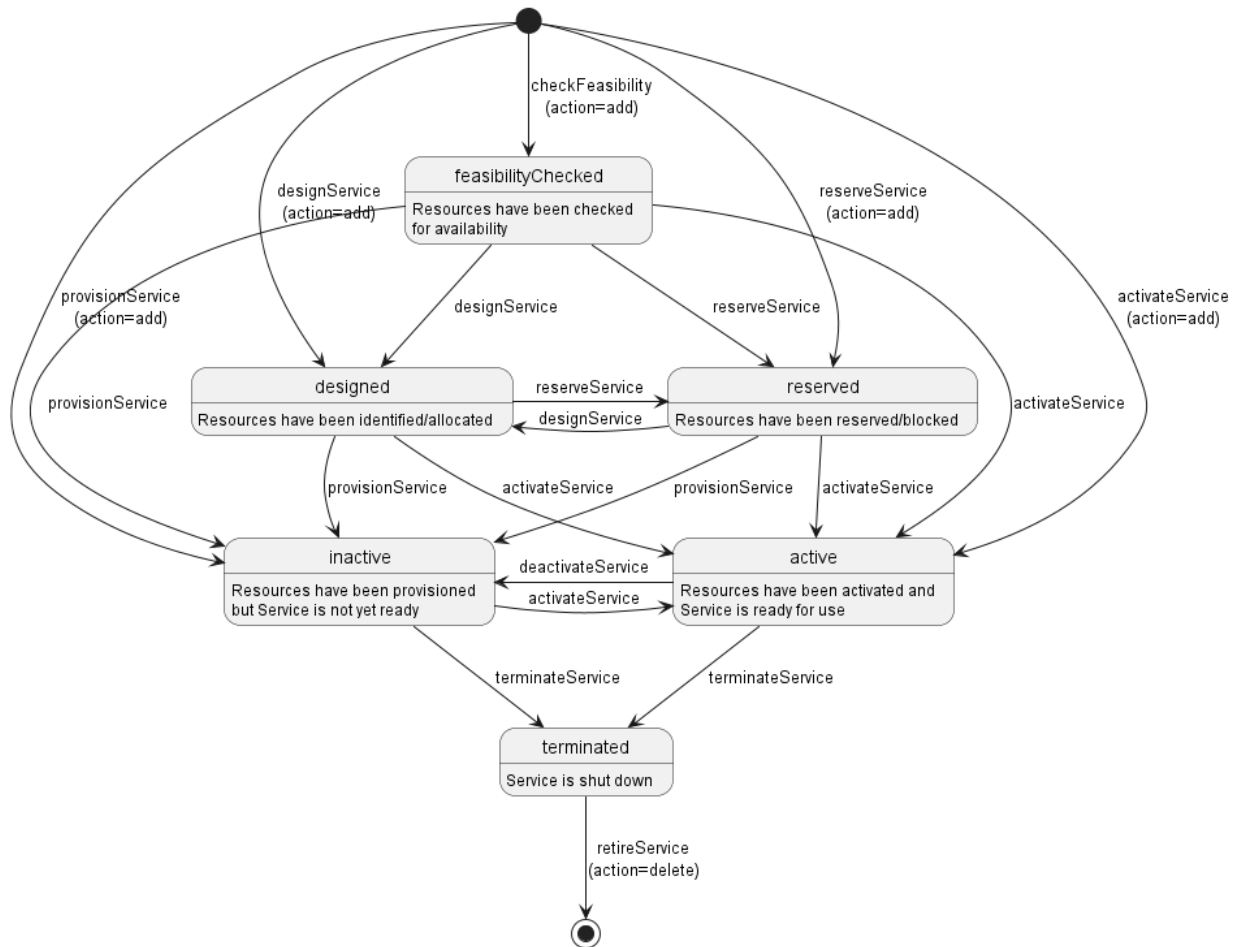 checkFeasibility
(action=add)
feasibilityChecked
Resources have been checked
for availability
designService
(action=add)
reserveService
(action=add)
provisionService
(action=add)
activateService
(action=add)
designService
reserveService
provisionService
activateService
designed
Resources have been identified/allocated
reserveService
designService
reserved
Resources have been reserved/blocked
provisionService
activateService
provisionService
activateService
inactive
Resources have been provisioned
but Service is not yet ready
deactivateService
activateService
active
Resources have been activated and
Service is ready for use
terminateService
terminateService
terminated
Service is shut down
retireService
(action=delete)